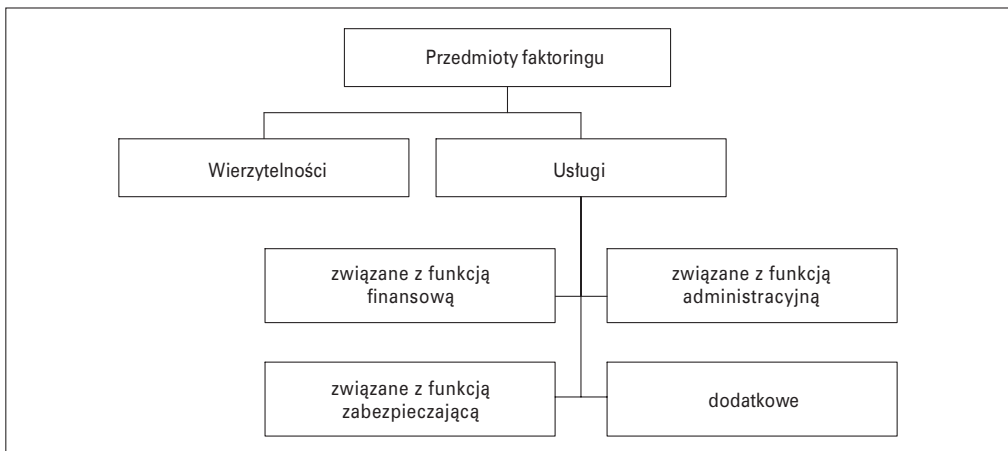 Przedmioty faktoringu
Wierzytelności
Usługi
związane z funkcją
finansową
związane z funkcją
administracyjną
związane z funkcją
zabezpieczającą
dodatkowe